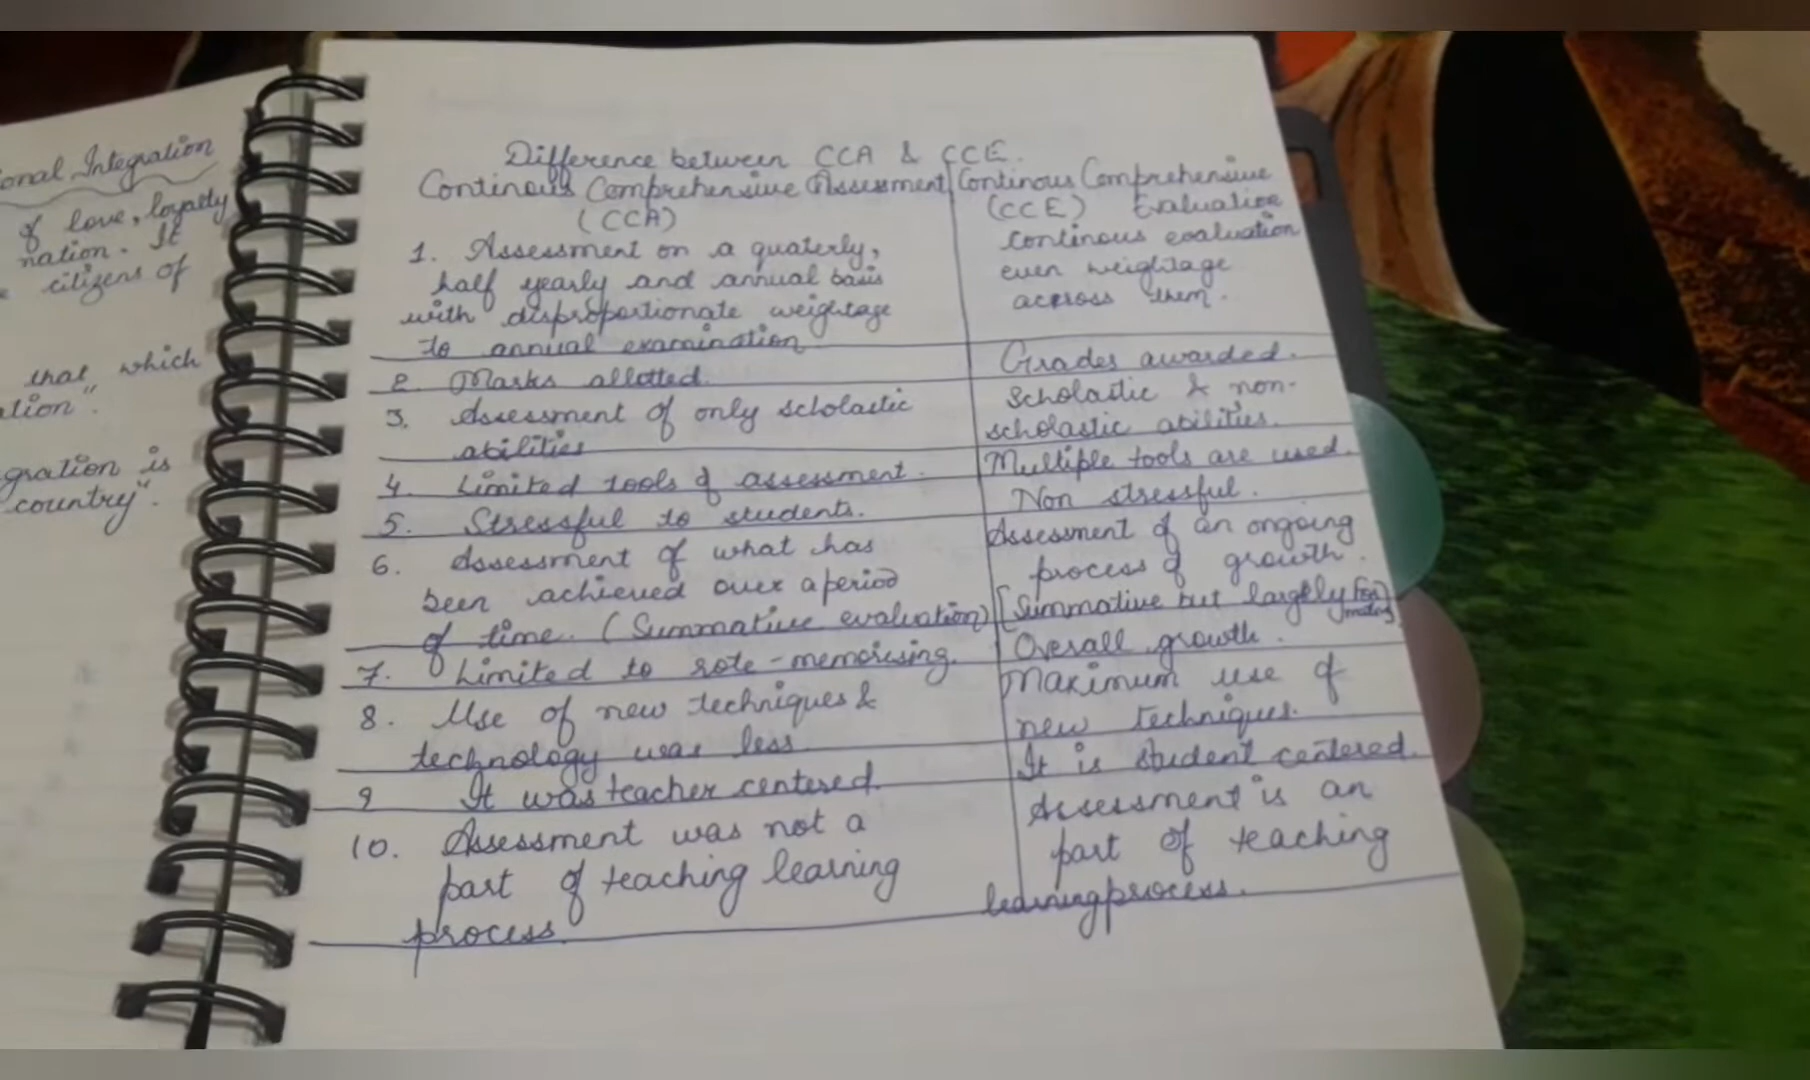 onal Integration
of love, loyalty
nation. It
citizens of
that which
ation".
gration is
country".
Difference between CCA & CCE.
Continous Comprehensive Assessment (CCA)
Continous Comprehensive (CCE) Evaluation
1. Assessment on a quaterly,
half yearly and annual basis
with disproportionate weightage
to annual examination
Continous evaluation
even weightage
across them.
2. Marks allotted.
Grades awarded.
3. Assessment of only scholastic
abilities
Scholastic & non-
scholastic abilities.
4. Limited tools of assessment.
Multiple tools are used.
5. Stressful to students.
Non stressful.
6. Assessment of what has
been achieved over a period
of time. (Summative evaluation)
Assessment of an ongoing
process of growth.
[Summative but largely
7. Limited to rote-memorising.
Overall growth.
8. Use of new techniques &
technology was less
Maximum use of
new techniques.
9 It was teacher centered.
It is student centered.
10. Assessment was not a
part of teaching learning
process.
Assessment is an
part of teaching
learning process.